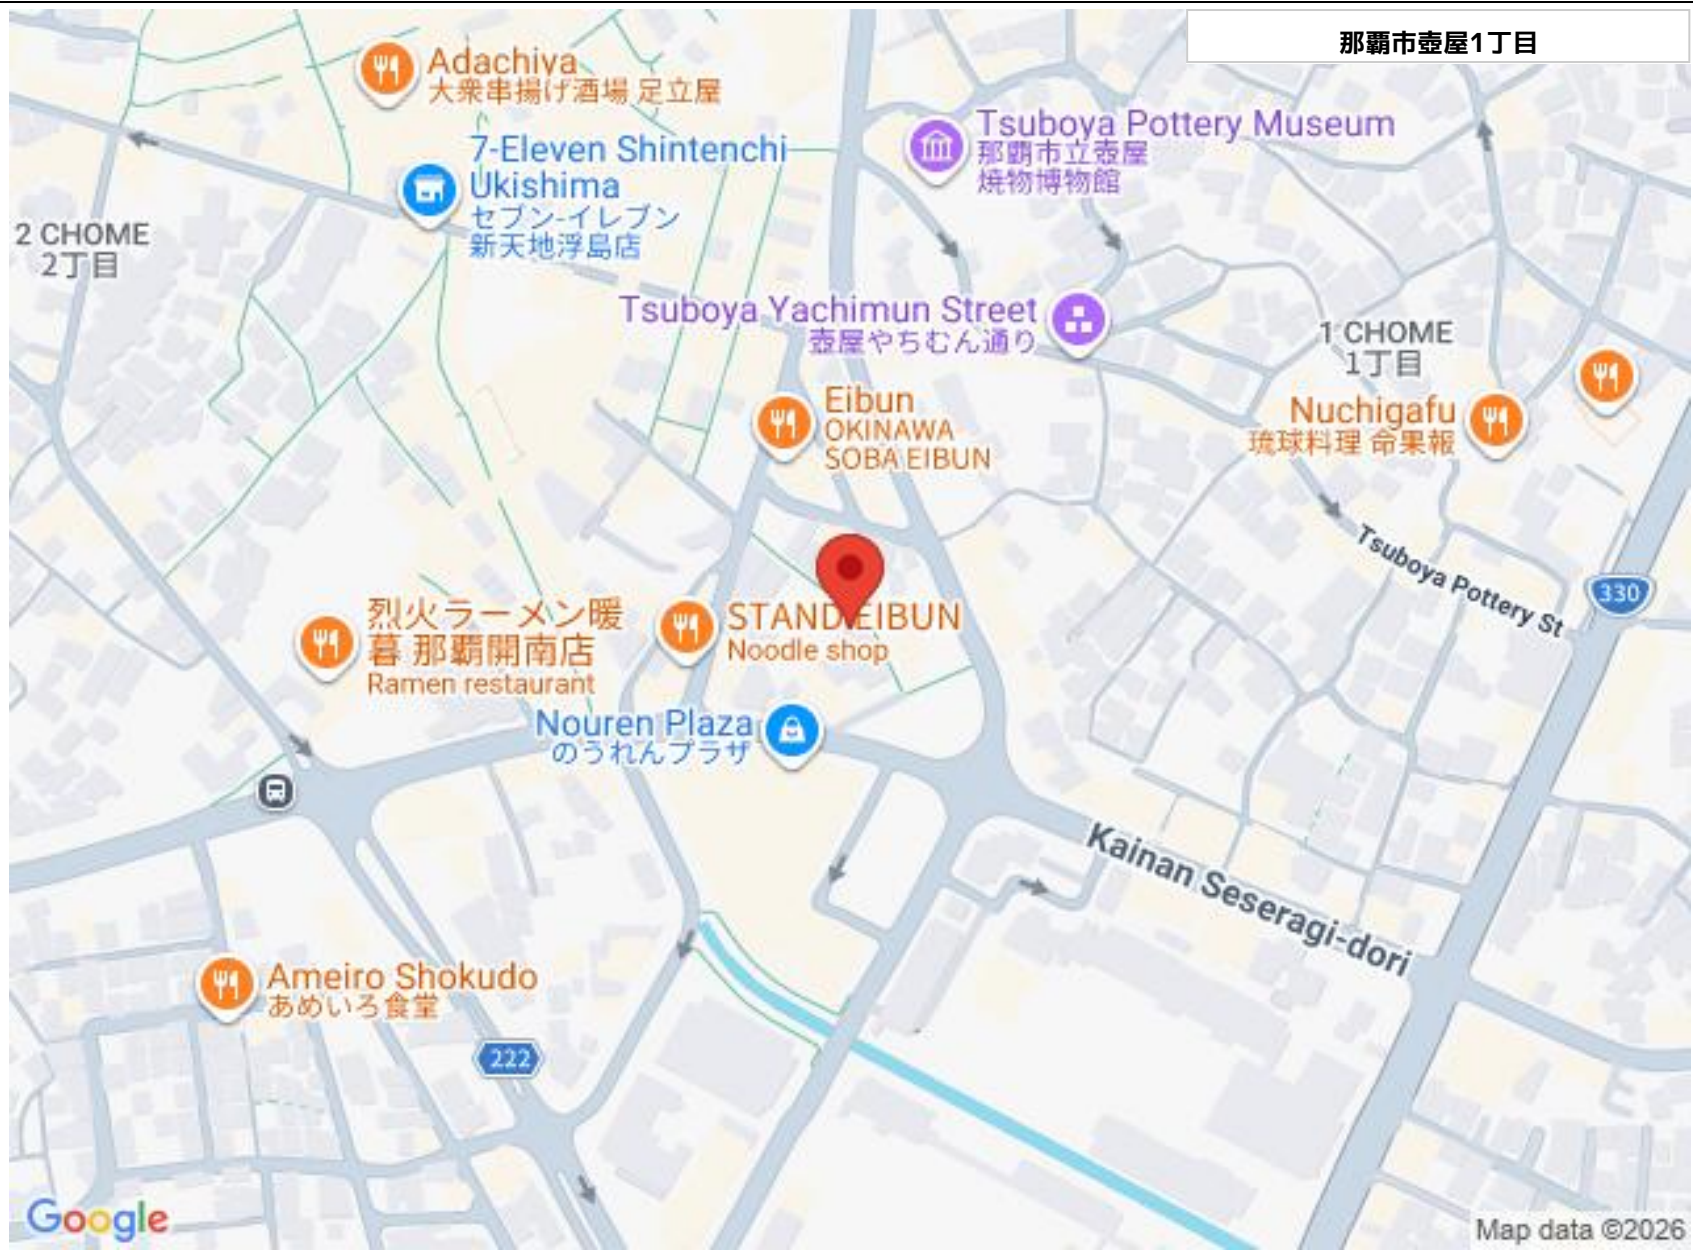 那覇市壺屋1丁目
Adachiya
大衆串揚げ酒場 足立屋
Tsuboya Pottery Museum
那覇市立壺屋
焼物博物館
7-Eleven Shintenchi
Ukishima
セブン-イレブン
新天地浮島店
2 CHOME
2丁目
Tsuboya Yachimun Street
壺屋やちむん通り
1 CHOME
1丁目
Eibun
OKINAWA
SOBA EIBUN
Nuchigafu
琉球料理 命果報
Tsuboya Pottery St
330
烈火ラーメン暖
暮 那覇開南店
Ramen restaurant
STAND EIBUN
Noodle shop
Nouren Plaza
のうれんプラザ
Kainan Seseragi-dori
Ameiro Shokudo
あめいろ食堂
222
Google
Map data ©2026